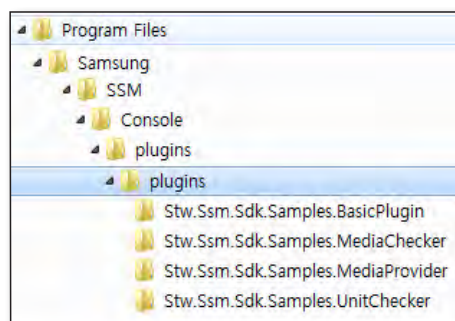 Program Files
Samsung
SSM
Console
plugins
plugins
Stw.Ssm.Sdk.Samples.BasicPlugin
Stw.Ssm.Sdk.Samples.MediaChecker
Stw.Ssm.Sdk.Samples.MediaProvider
Stw.Ssm.Sdk.Samples.UnitChecker